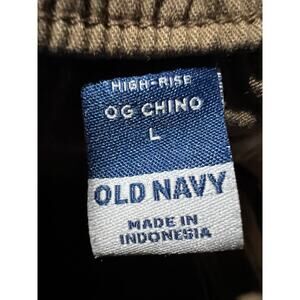 HIGH-RISE
OG CHINO
L
OLD NAVY
MADE IN
INDONESIA